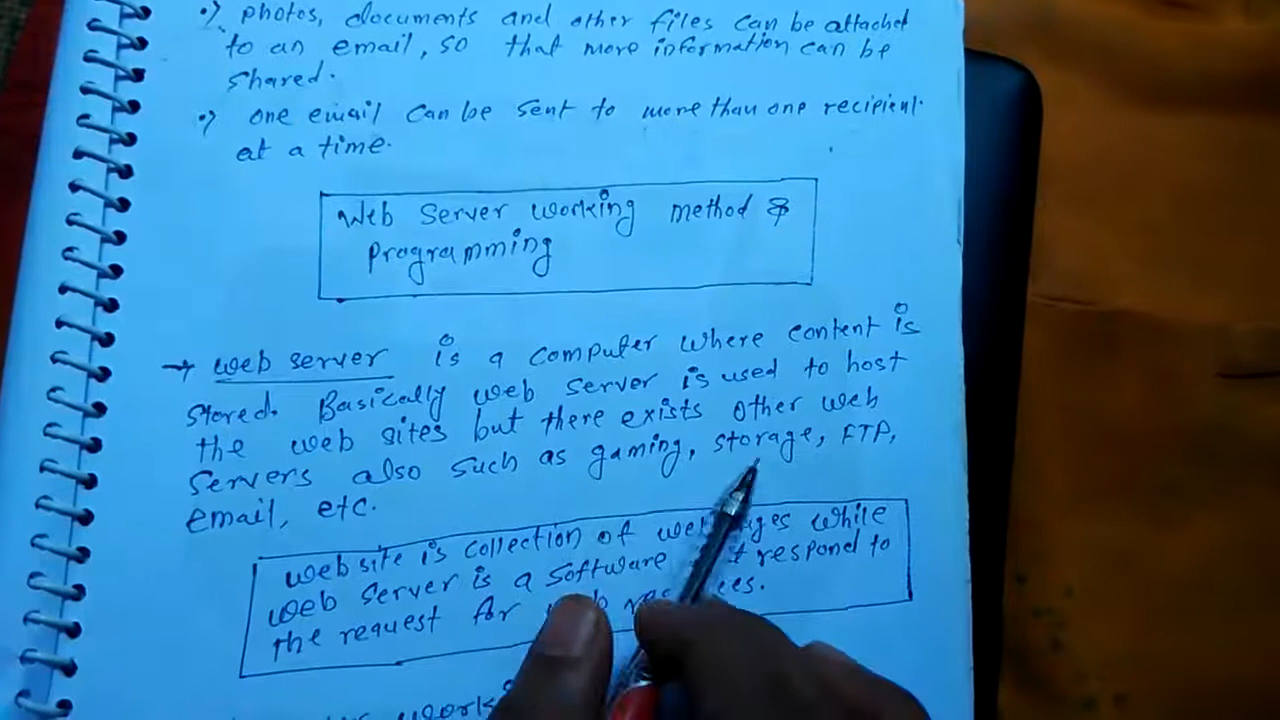 •) photos, documents and other files can be attached
to an email, so that more information can be
shared.
•) one email can be sent to more than one recipient.
at a time.
Web Server working method &
programming
→ web server is a computer where content is
stored. Basically web server is used to host
the web sites but there exists other web
servers also such as gaming, storage, FTP,
email, etc.
website is collection of while
web server is a software respond to
the request for